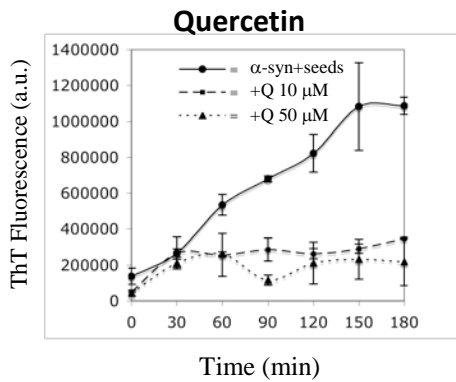 Quercetin
1400000
1200000
1000000
800000
600000
400000
200000
0
ThT Fluorescence (a.u.)
α-syn+seeds
+Q 10 μM
+Q 50 μM
0 30 60 90 120 150 180
Time (min)